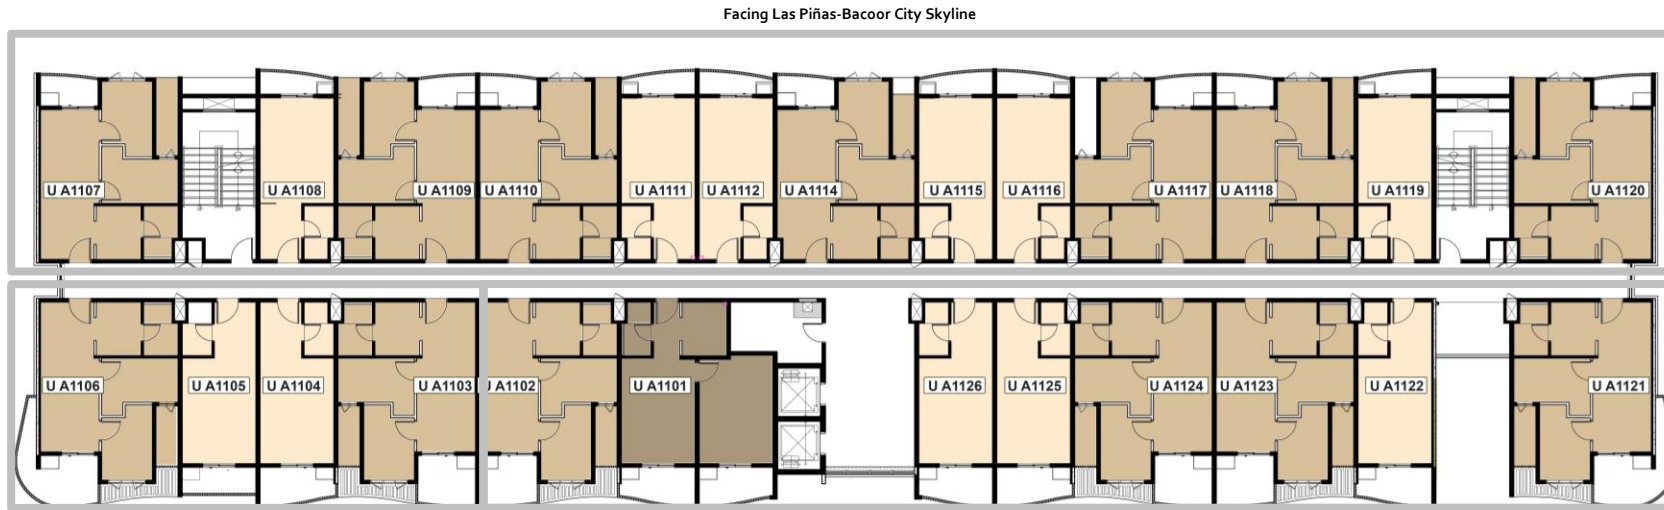 Facing Las Piñas-Bacoor City Skyline
U A1107
U A1108
U A1109
U A1110
U A1111
U A1112
U A1114
U A1115
U A1116
U A1117
U A1118
U A1119
U A1120
U A1106
U A1105
U A1104
U A1103
U A1102
U A1101
U A1126
U A1125
U A1124
U A1123
U A1122
U A1121